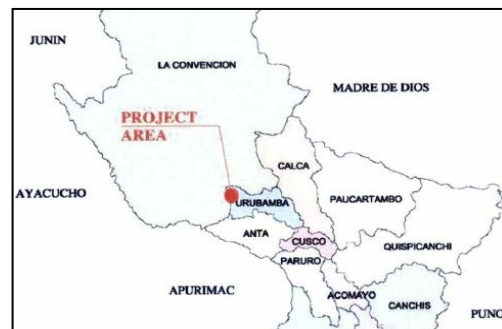 JUNIN
LA CONVENCION
MADRE DE DIOS
PROJECT
AREA
CALCA
AYACUCHO
URUBAMBA
PAUCARTAMBO
ANTA
CUSCO
QUISPICANCHI
PARURO
APURIMAC
ACOMAYO
CANCHIS
PUNO